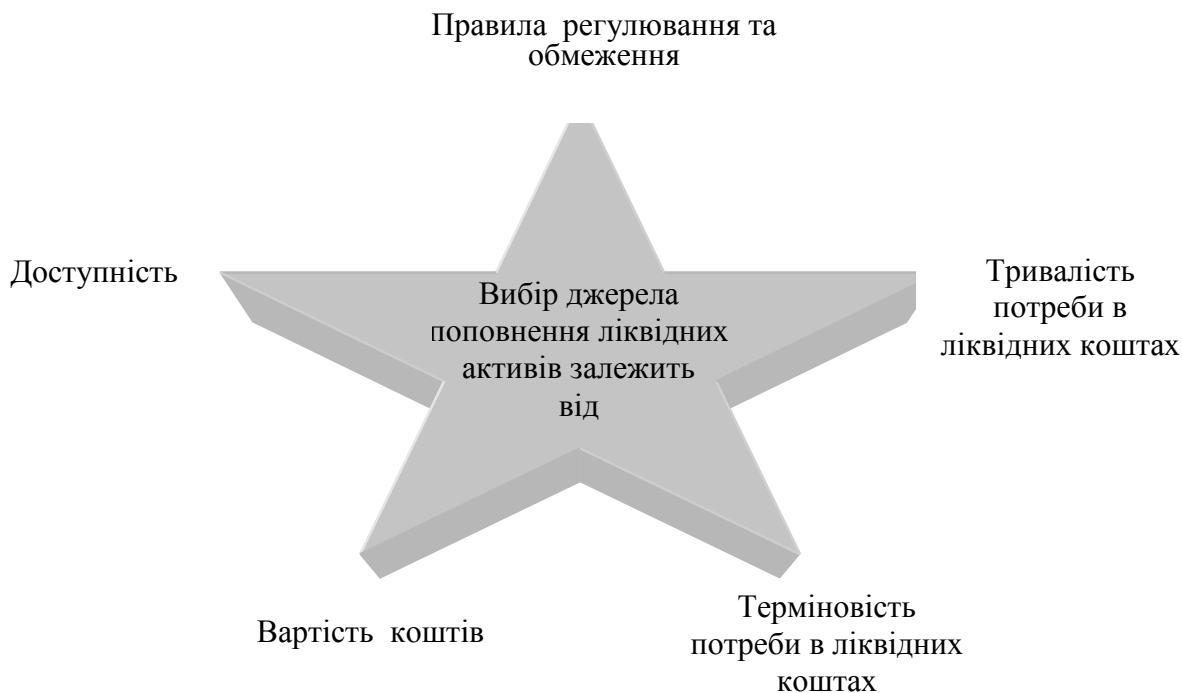 Правила регулювання та
обмеження
Доступність
Вибір джерела
поповнення ліквідних
активів залежить
від
Тривалість
потреби в
ліквідних коштах
Вартість коштів
Терміновість
потреби в ліквідних
коштах